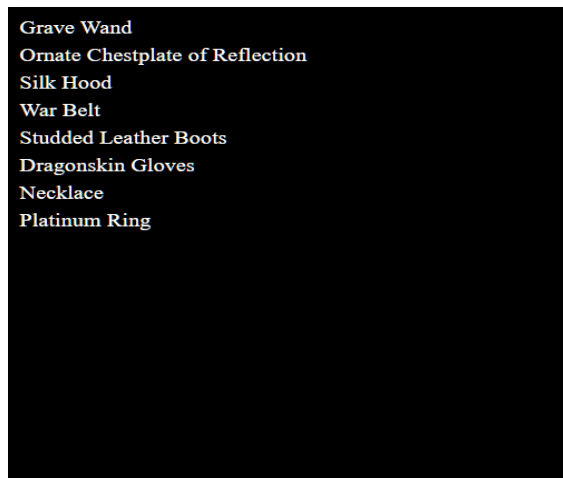 Grave Wand
Ornate Chestplate of Reflection
Silk Hood
War Belt
Studded Leather Boots
Dragonskin Gloves
Necklace
Platinum Ring